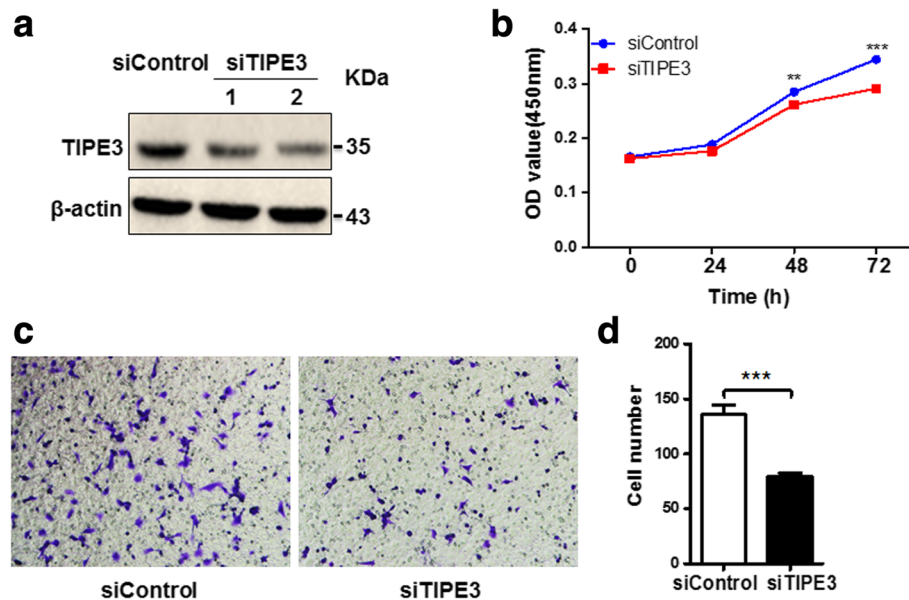 a
siControl siTIPE3
1 2
KDa
TIPE3
35
β-actin
43
b
siControl
siTIPE3
OD value(450nm)
0.4
0.3
0.2
0.1
0.0
**
***
0 24 48 72
Time (h)
c
siControl
siTIPE3
d
Cell number
200
150
100
50
0
***
siControl siTIPE3